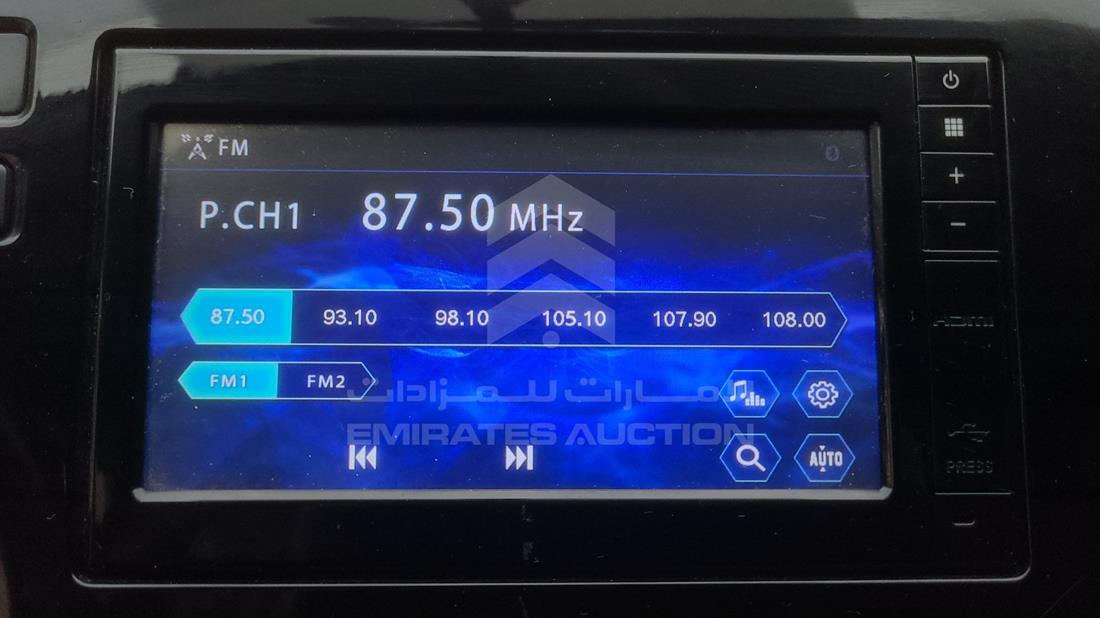 FM
P.CH1 87.50 MHz
87.50 93.10 98.10 105.10 107.90 108.00
FM1 FM2
مـــارات للـمـزادات
EMIRATES AUCTION
AUTO
HDMI
PRESS